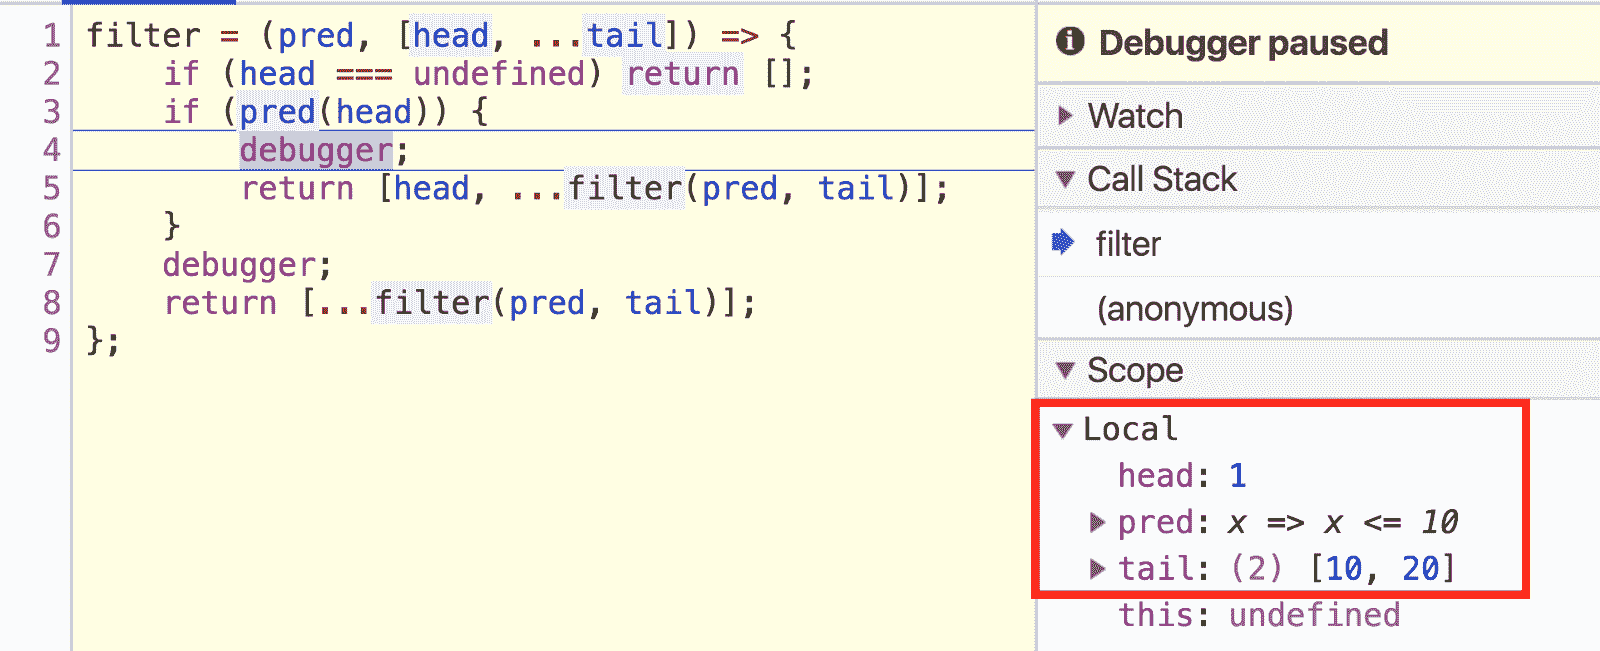 1 filter = (pred, [head, ...tail]) => {
2 if (head === undefined) return [];
3 if (pred(head)) {
4 debugger;
5 return [head, ...filter(pred, tail)];
6 }
7 debugger;
8 return [...filter(pred, tail)];
9 };
Debugger paused
Watch
Call Stack
filter
(anonymous)
Scope
Local
head: 1
pred: x => x <= 10
tail: (2) [10, 20]
this: undefined